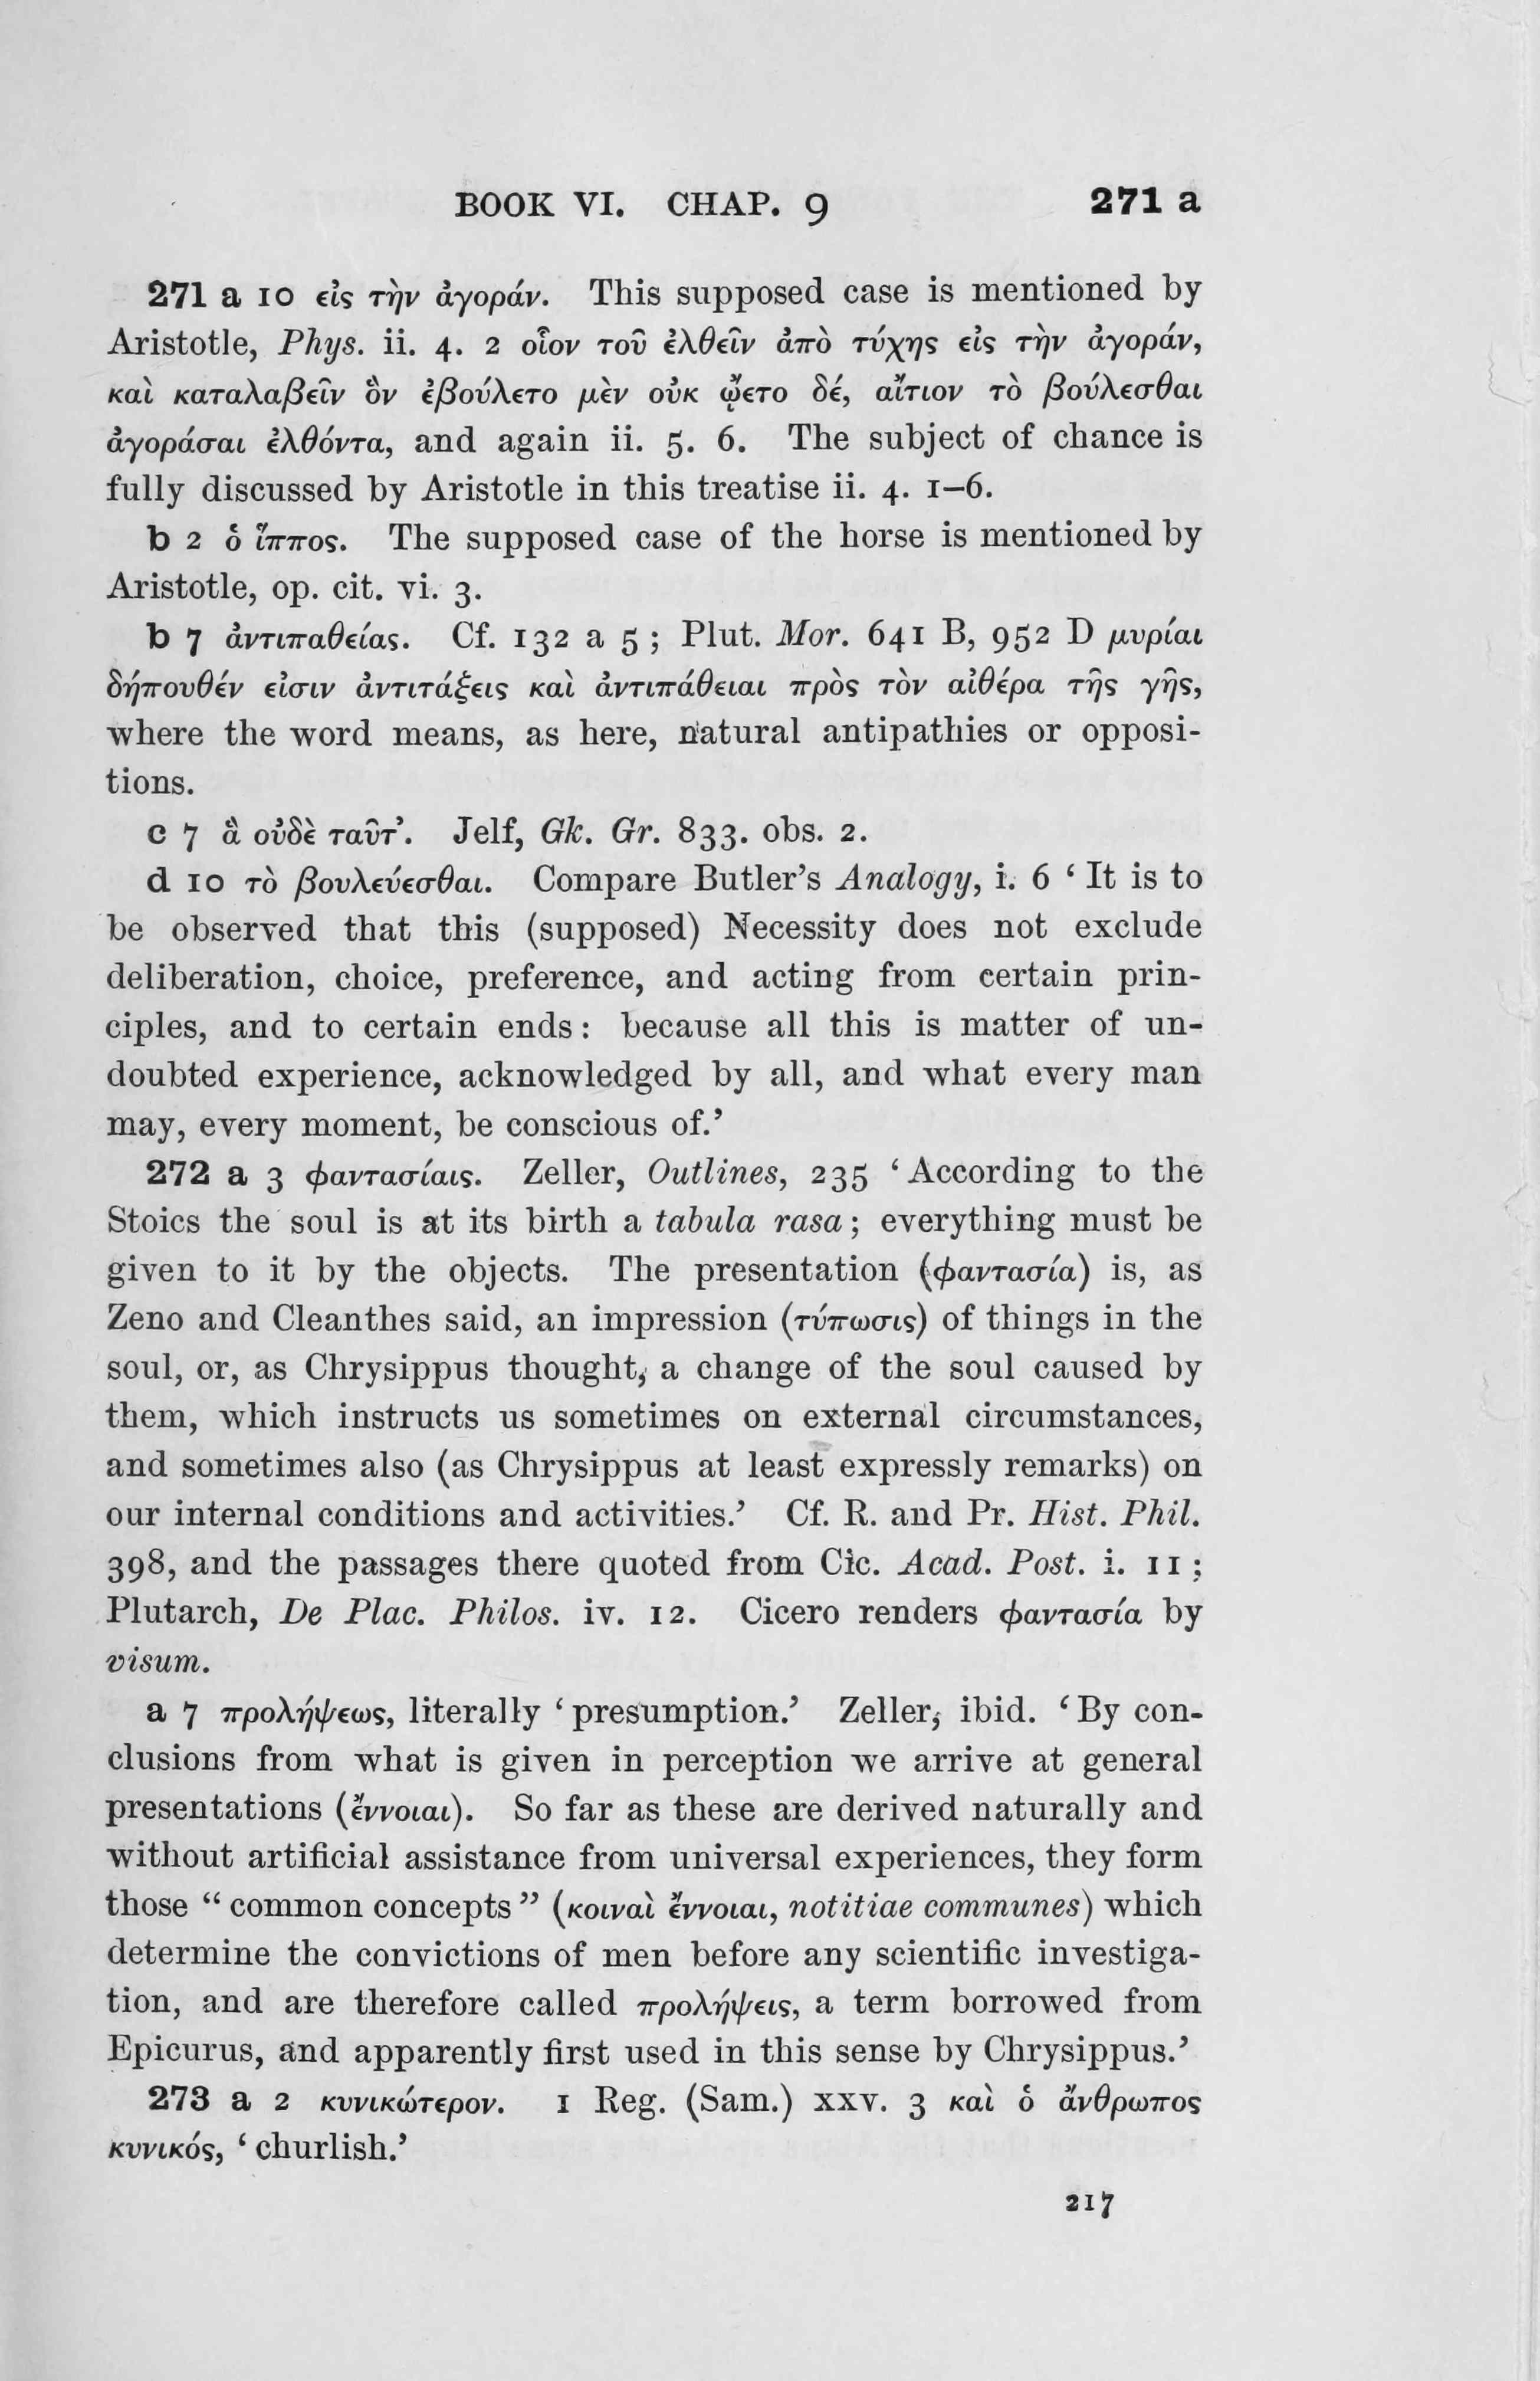 BOOK VI. CHAP. 9 271 a
271 a 10 εἰς τὴν ἀγοράν. This supposed case is mentioned by
Aristotle, Phys. ii. 4. 2 οἷον τοῦ ἐλθεῖν ἀπὸ τύχης εἰς τὴν ἀγοράν,
καὶ καταλαβεῖν ὃν ἐβούλετο μὲν οὐκ ᾤετο δέ, αἴτιον τὸ βούλεσθαι
ἀγοράσαι ἐλθόντα, and again ii. 5. 6. The subject of chance is
fully discussed by Aristotle in this treatise ii. 4. 1–6.
b 2 ὁ ἵππος. The supposed case of the horse is mentioned by
Aristotle, op. cit. vi. 3.
b 7 ἀντιπαθείας. Cf. 132 a 5; Plut. Mor. 641 B, 952 D μυρίαι
δήπουθέν εἰσιν ἀντιτάξεις καὶ ἀντιπάθειαι πρὸς τὸν αἰθέρα τῆς γῆς,
where the word means, as here, natural antipathies or opposi-
tions.
c 7 ἃ οὐδὲ ταῦτ’. Jelf, Gk. Gr. 833. obs. 2.
d 10 τὸ βουλεύεσθαι. Compare Butler’s Analogy, i. 6 ‘It is to
be observed that this (supposed) Necessity does not exclude
deliberation, choice, preference, and acting from certain prin-
ciples, and to certain ends: because all this is matter of un-
doubted experience, acknowledged by all, and what every man
may, every moment, be conscious of.’
272 a 3 φαντασίαις. Zeller, Outlines, 235 ‘According to the
Stoics the soul is at its birth a tabula rasa; everything must be
given to it by the objects. The presentation (φαντασία) is, as
Zeno and Cleanthes said, an impression (τύπωσις) of things in the
soul, or, as Chrysippus thought, a change of the soul caused by
them, which instructs us sometimes on external circumstances,
and sometimes also (as Chrysippus at least expressly remarks) on
our internal conditions and activities.’ Cf. R. and Pr. Hist. Phil.
398, and the passages there quoted from Cic. Acad. Post. i. 11;
Plutarch, De Plac. Philos. iv. 12. Cicero renders φαντασία by
visum.
a 7 προλήψεως, literally ‘presumption.’ Zeller, ibid. ‘By con-
clusions from what is given in perception we arrive at general
presentations (ἔννοιαι). So far as these are derived naturally and
without artificial assistance from universal experiences, they form
those “common concepts” (κοιναὶ ἔννοιαι, notitiae communes) which
determine the convictions of men before any scientific investiga-
tion, and are therefore called προλήψεις, a term borrowed from
Epicurus, and apparently first used in this sense by Chrysippus.’
273 a 2 κυνικώτερον. 1 Reg. (Sam.) xxv. 3 καὶ ὁ ἄνθρωπος
κυνικός, ‘churlish.’
217